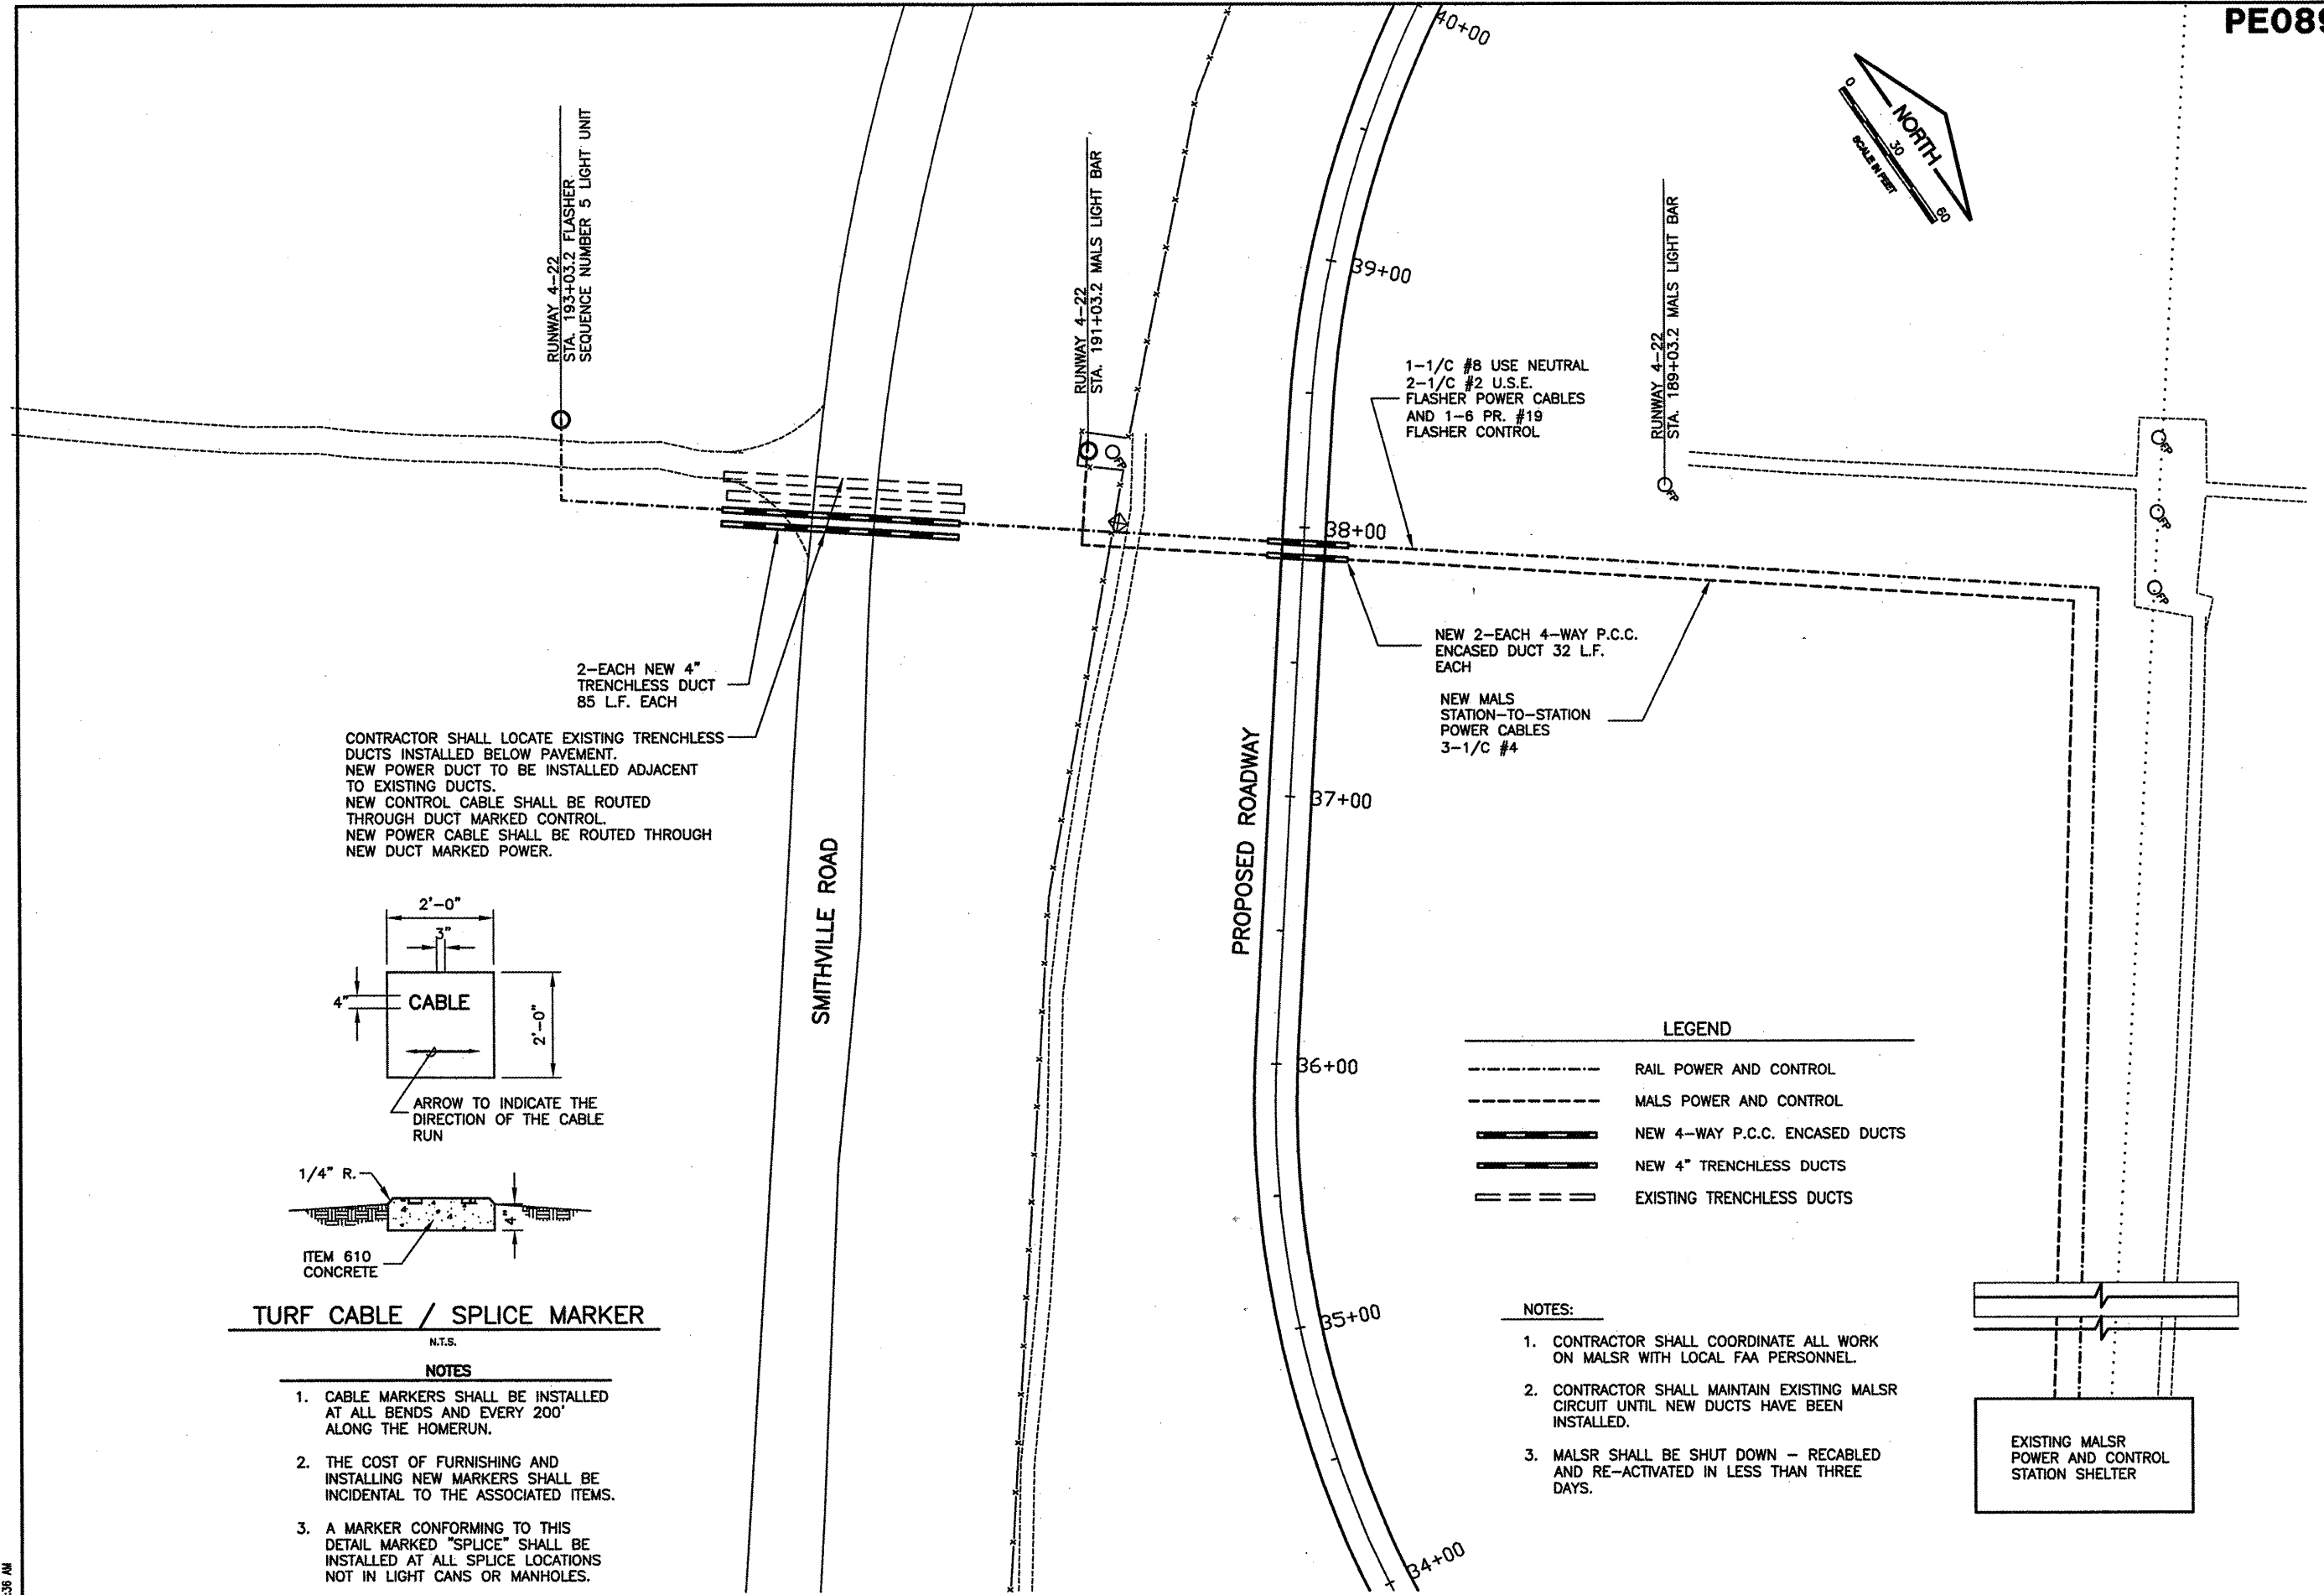 PE089
40+00
0
30
60
SCALE IN FEET
NORTH
RUNWAY 4-22
STA. 193+03.2 FLASHER
SEQUENCE NUMBER 5 LIGHT UNIT
RUNWAY 4-22
STA. 191+03.2 MALS LIGHT BAR
RUNWAY 4-22
STA. 189+03.2 MALS LIGHT BAR
39+00
1-1/C #8 USE NEUTRAL
2-1/C #2 U.S.E.
FLASHER POWER CABLES
AND 1-6 PR. #19
FLASHER CONTROL
FP
FP
FP
FP
FP
38+00
2-EACH NEW 4"
TRENCHLESS DUCT
85 L.F. EACH
NEW 2-EACH 4-WAY P.C.C.
ENCASED DUCT 32 L.F.
EACH
NEW MALS
STATION-TO-STATION
POWER CABLES
3-1/C #4
CONTRACTOR SHALL LOCATE EXISTING TRENCHLESS
DUCTS INSTALLED BELOW PAVEMENT.
NEW POWER DUCT TO BE INSTALLED ADJACENT
TO EXISTING DUCTS.
NEW CONTROL CABLE SHALL BE ROUTED
THROUGH DUCT MARKED CONTROL.
NEW POWER CABLE SHALL BE ROUTED THROUGH
NEW DUCT MARKED POWER.
SMITHVILLE ROAD
PROPOSED ROADWAY
37+00
36+00
35+00
34+00
2'-0"
3"
4"
CABLE
2'-0"
ARROW TO INDICATE THE
DIRECTION OF THE CABLE
RUN
1/4" R.
4"
ITEM 610
CONCRETE
TURF CABLE / SPLICE MARKER
N.T.S.
NOTES
1. CABLE MARKERS SHALL BE INSTALLED
AT ALL BENDS AND EVERY 200'
ALONG THE HOMERUN.
2. THE COST OF FURNISHING AND
INSTALLING NEW MARKERS SHALL BE
INCIDENTAL TO THE ASSOCIATED ITEMS.
3. A MARKER CONFORMING TO THIS
DETAIL MARKED "SPLICE" SHALL BE
INSTALLED AT ALL SPLICE LOCATIONS
NOT IN LIGHT CANS OR MANHOLES.
LEGEND
RAIL POWER AND CONTROL
MALS POWER AND CONTROL
NEW 4-WAY P.C.C. ENCASED DUCTS
NEW 4" TRENCHLESS DUCTS
EXISTING TRENCHLESS DUCTS
NOTES:
1. CONTRACTOR SHALL COORDINATE ALL WORK
ON MALSR WITH LOCAL FAA PERSONNEL.
2. CONTRACTOR SHALL MAINTAIN EXISTING MALSR
CIRCUIT UNTIL NEW DUCTS HAVE BEEN
INSTALLED.
3. MALSR SHALL BE SHUT DOWN - RECABLED
AND RE-ACTIVATED IN LESS THAN THREE
DAYS.
EXISTING MALSR
POWER AND CONTROL
STATION SHELTER
:36 AM